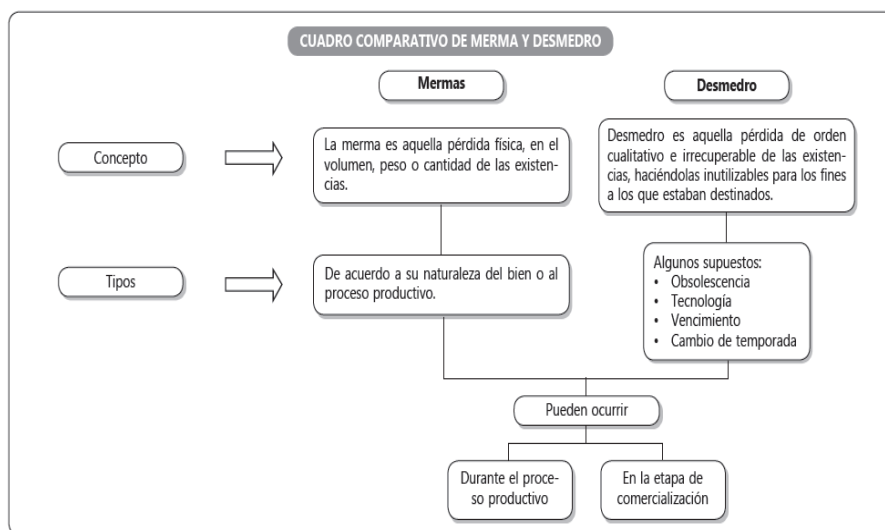 CUADRO COMPARATIVO DE MERMA Y DESMEDRO
Mermas
Desmedro
Concepto
La merma es aquella pérdida física, en el
volumen, peso o cantidad de las existen-
cias.
Desmedro es aquella pérdida de orden
cualitativo e irrecuperable de las existen-
cias, haciéndolas inutilizables para los fines
a los que estaban destinados.
Tipos
De acuerdo a su naturaleza del bien o al
proceso productivo.
Algunos supuestos:
• Obsolescencia
• Tecnología
• Vencimiento
• Cambio de temporada
Pueden ocurrir
Durante el proce-
so productivo
En la etapa de
comercialización